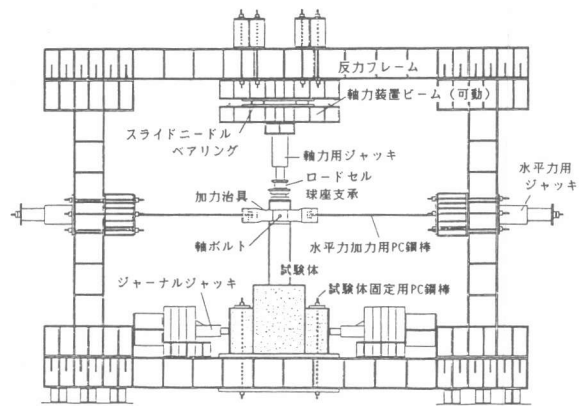 反力フレーム
軸力装置ビーム(可動)
スライドニードル
ベアリング
軸力用ジャッキ
ロードセル
球座支承
水平力用
ジャッキ
加力治具
軸ボルト
水平力加力用PC鋼棒
試験体
ジャーナルジャッキ
試験体固定用PC鋼棒